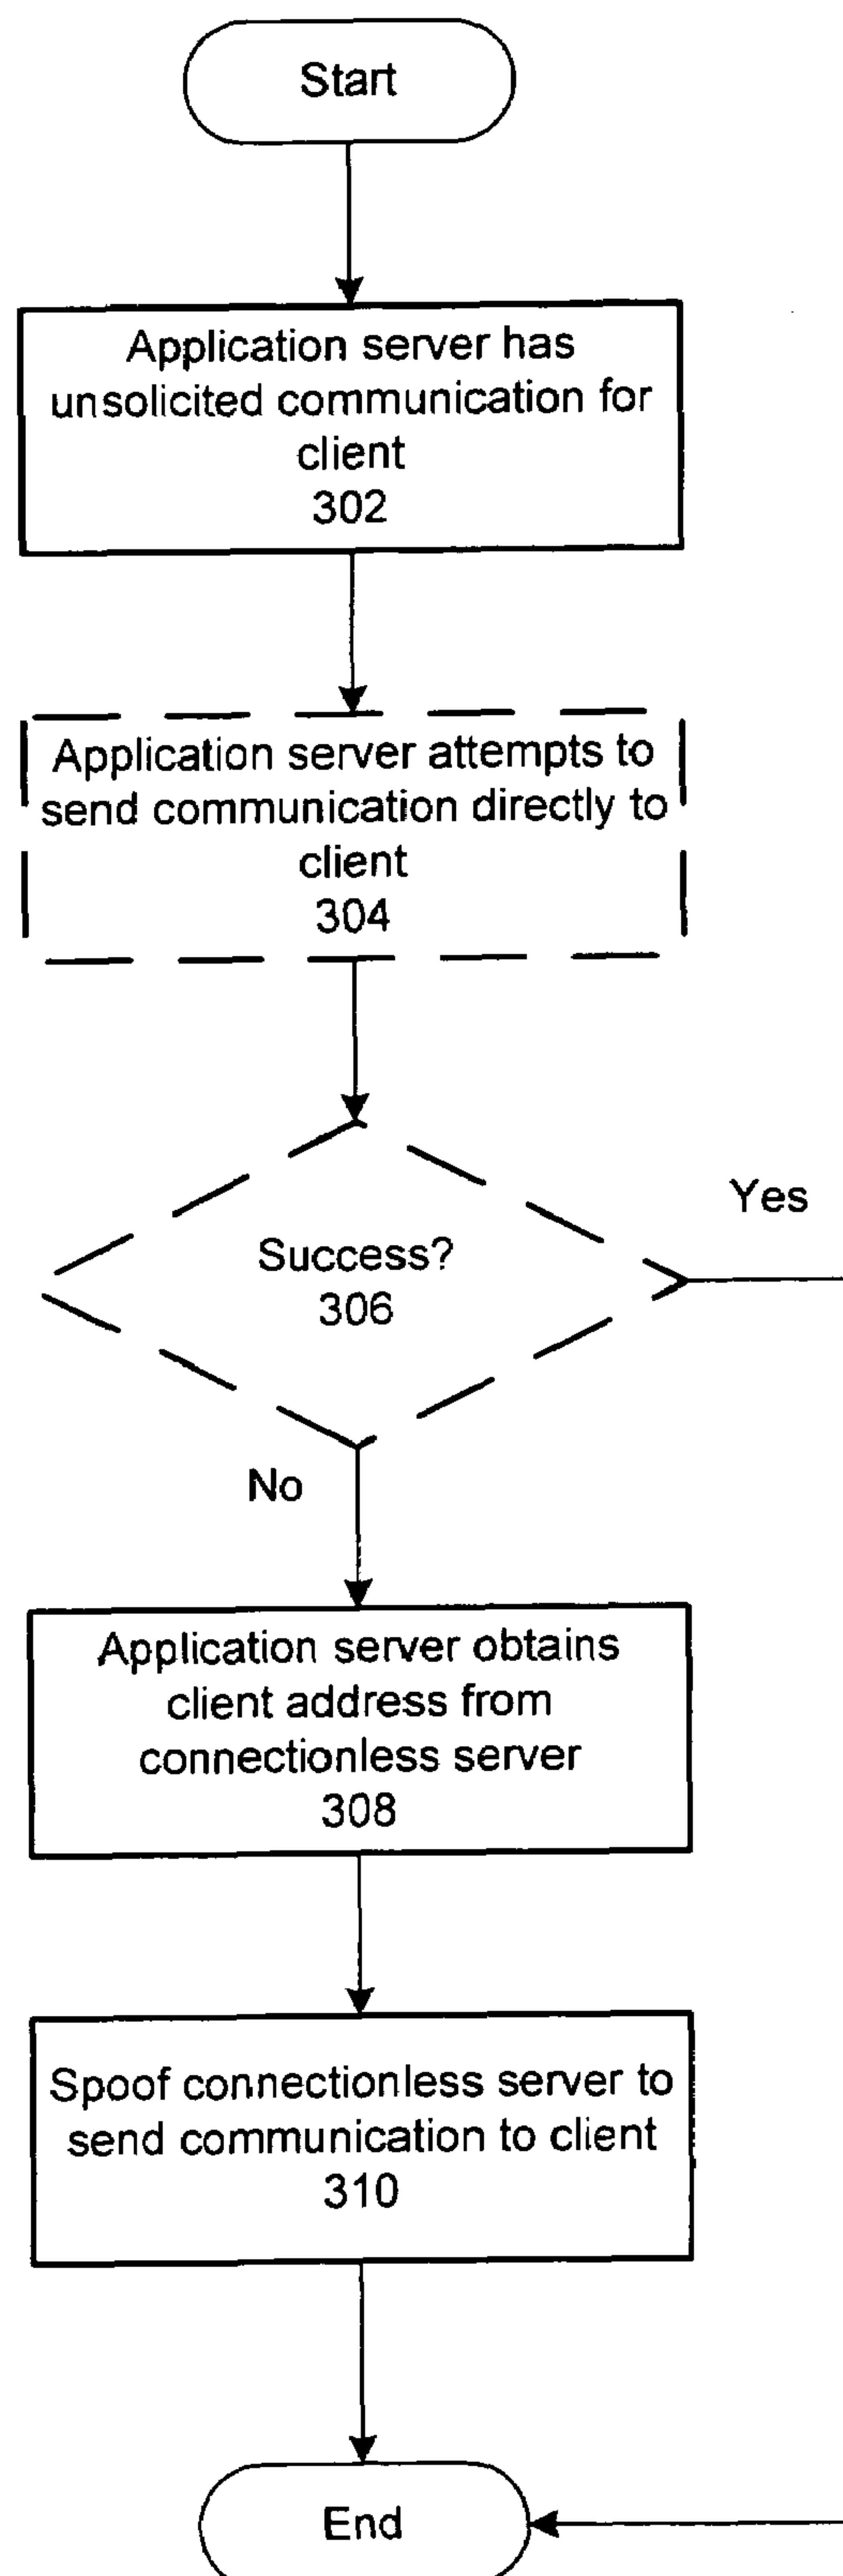 Start
Application server has
unsolicited communication for
client
302
Application server attempts to
send communication directly to
client
304
Success?
306
Yes
No
Application server obtains
client address from
connectionless server
308
Spoof connectionless server to
send communication to client
310
End